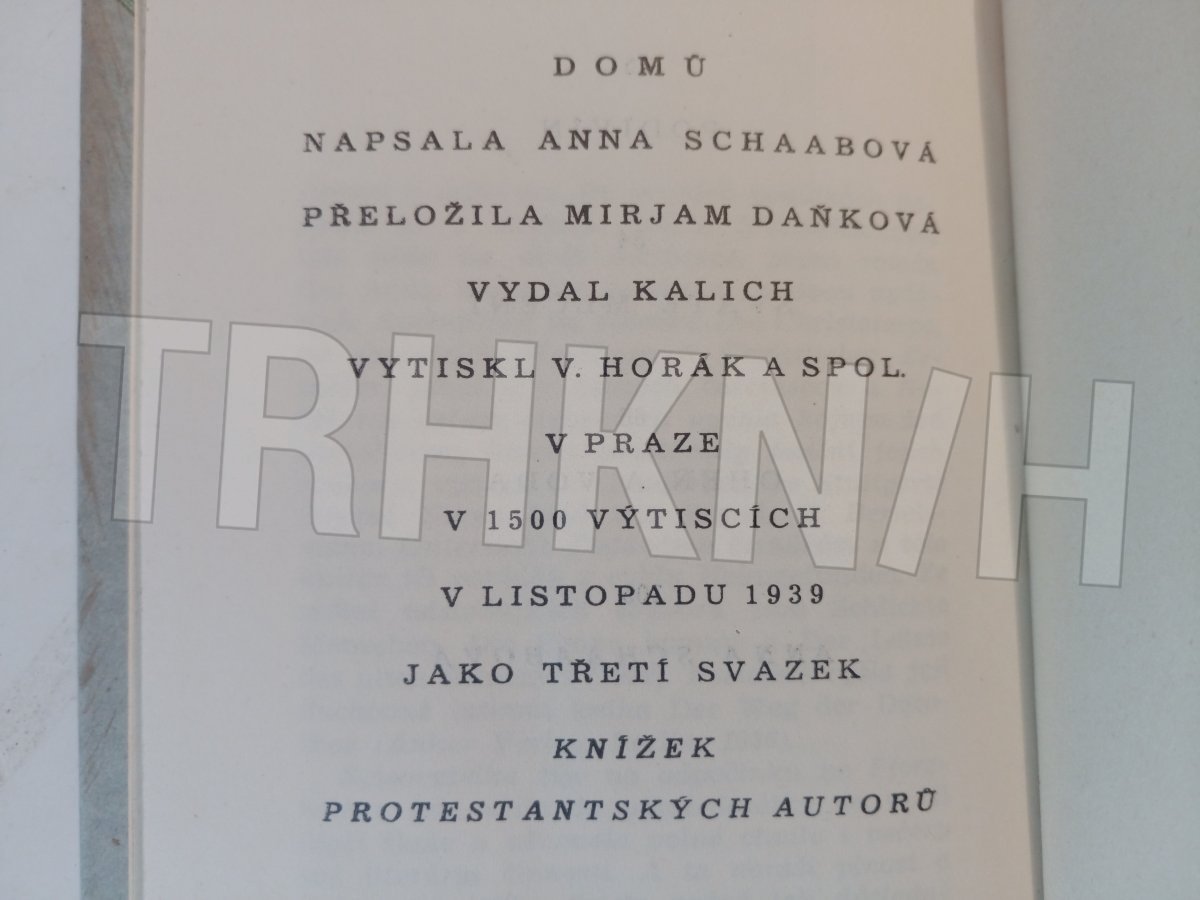 DOMŮ
NAPSALA ANNA SCHAABOVÁ
PŘELOŽILA MIRJAM DAŇKOVÁ
VYDAL KALICH
VYTISKL V. HORÁK A SPOL.
V PRAZE
V 1500 VÝTISCÍCH
V LISTOPADU 1939
JAKO TŘETÍ SVAZEK
KNÍŽEK
PROTESTANTSKÝCH AUTORŮ
TRHKN/H